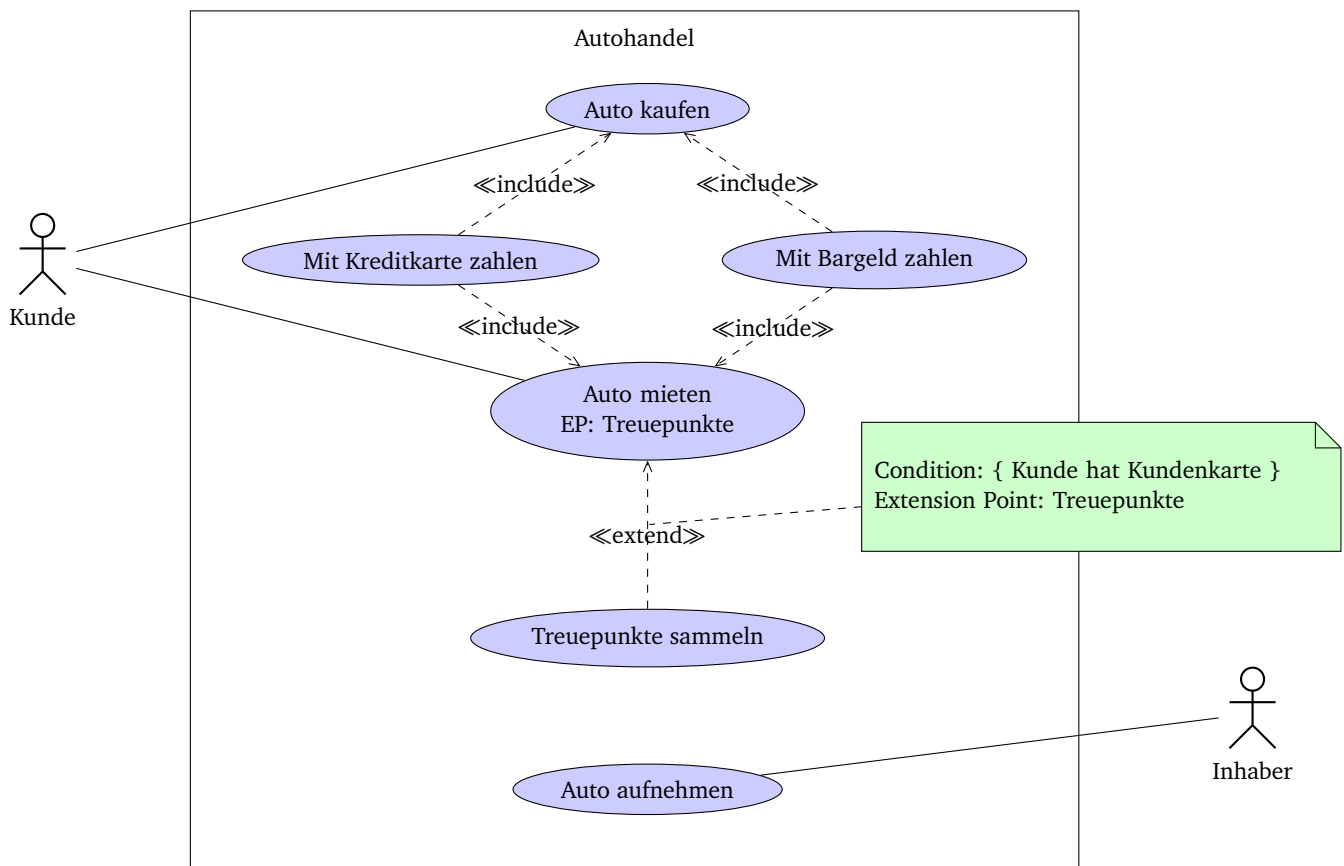 Autohandel
Auto kaufen
≪include≫
≪include≫
Mit Kreditkarte zahlen
Mit Bargeld zahlen
Kunde
≪include≫
≪include≫
Auto mieten
EP: Treuepunkte
Condition: { Kunde hat Kundenkarte }
Extension Point: Treuepunkte
≪extend≫
Treuepunkte sammeln
Inhaber
Auto aufnehmen